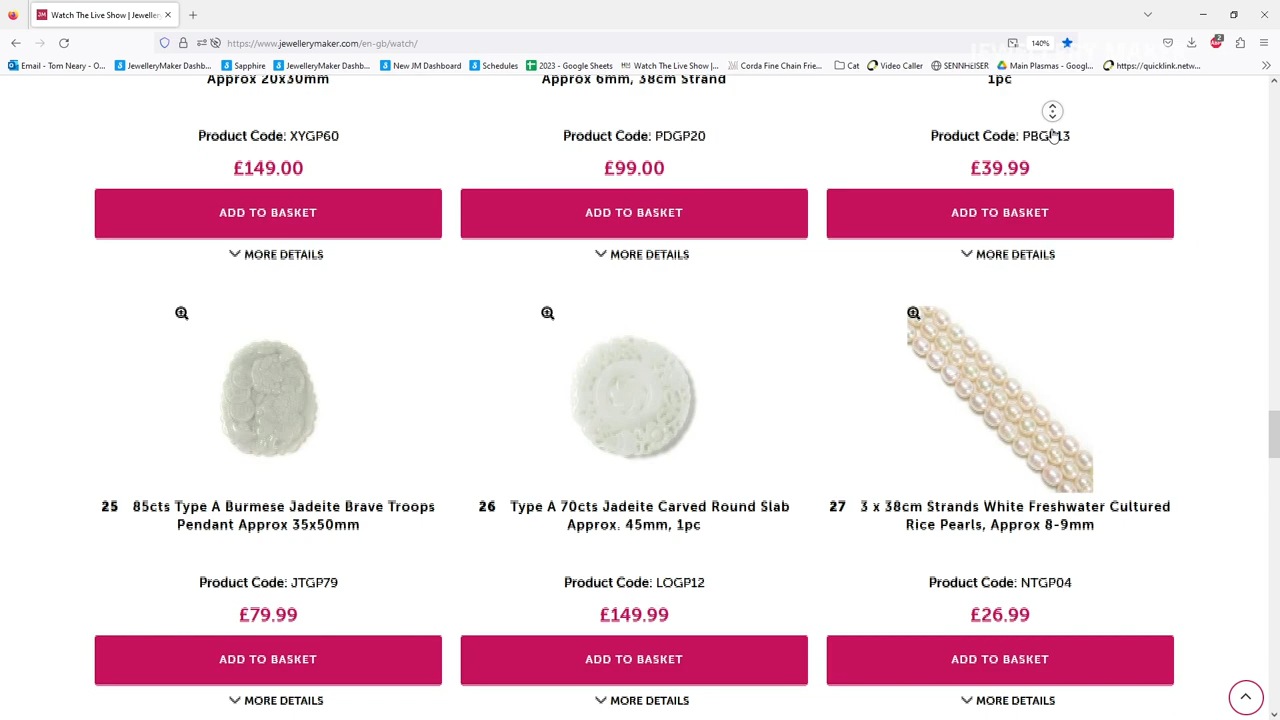 Watch The Live Show | Jeweller
https://www.jewellerymaker.com/en-gb/watch/
140%
2
Email - Tom Neary - O...
JewelleryMaker Dashb...
Sapphire
JewelleryMaker Dashb...
New JM Dashboard
Schedules
2023 - Google Sheets
Watch The Live Show |...
Corda Fine Chain Frie...
Cat
Video Caller
SENNHEISER
Main Plasmas - Googl...
https://quicklink.netw...
Approx 20x30mm
Approx 6mm, 38cm Strand
1pc
Product Code: XYGP60
Product Code: PDGP20
Product Code:
£149.00
£99.00
£39.99
ADD TO BASKET
ADD TO BASKET
ADD TO BASKET
MORE DETAILS
MORE DETAILS
MORE DETAILS
25 85cts Type A Burmese Jadeite Brave Troops
Pendant Approx 35x50mm
26 Type A 70cts Jadeite Carved Round Slab
Approx. 45mm, 1pc
27 3 x 38cm Strands White Freshwater Cultured
Rice Pearls, Approx 8-9mm
Product Code: JTGP79
Product Code: LOGP12
Product Code: NTGP04
£79.99
£149.99
£26.99
ADD TO BASKET
ADD TO BASKET
ADD TO BASKET
MORE DETAILS
MORE DETAILS
MORE DETAILS